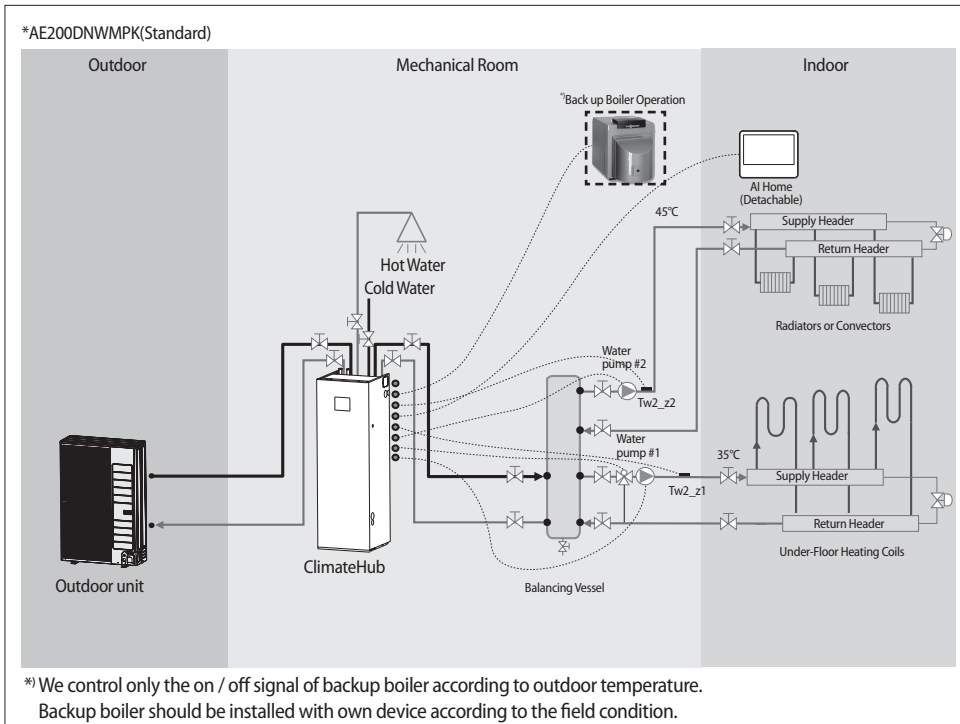 *AE200DNWMPK(Standard)
Outdoor
Mechanical Room
Indoor
*)Back up Boiler Operation
AI Home
(Detachable)
45°C
Supply Header
Return Header
Hot Water
Cold Water
Radiators or Convectors
Water
pump #2
Tw2_z2
Water
pump #1
35°C
Tw2_z1
Supply Header
Return Header
ClimateHub
Under-Floor Heating Coils
Outdoor unit
Balancing Vessel
*) We control only the on / off signal of backup boiler according to outdoor temperature.
Backup boiler should be installed with own device according to the field condition.